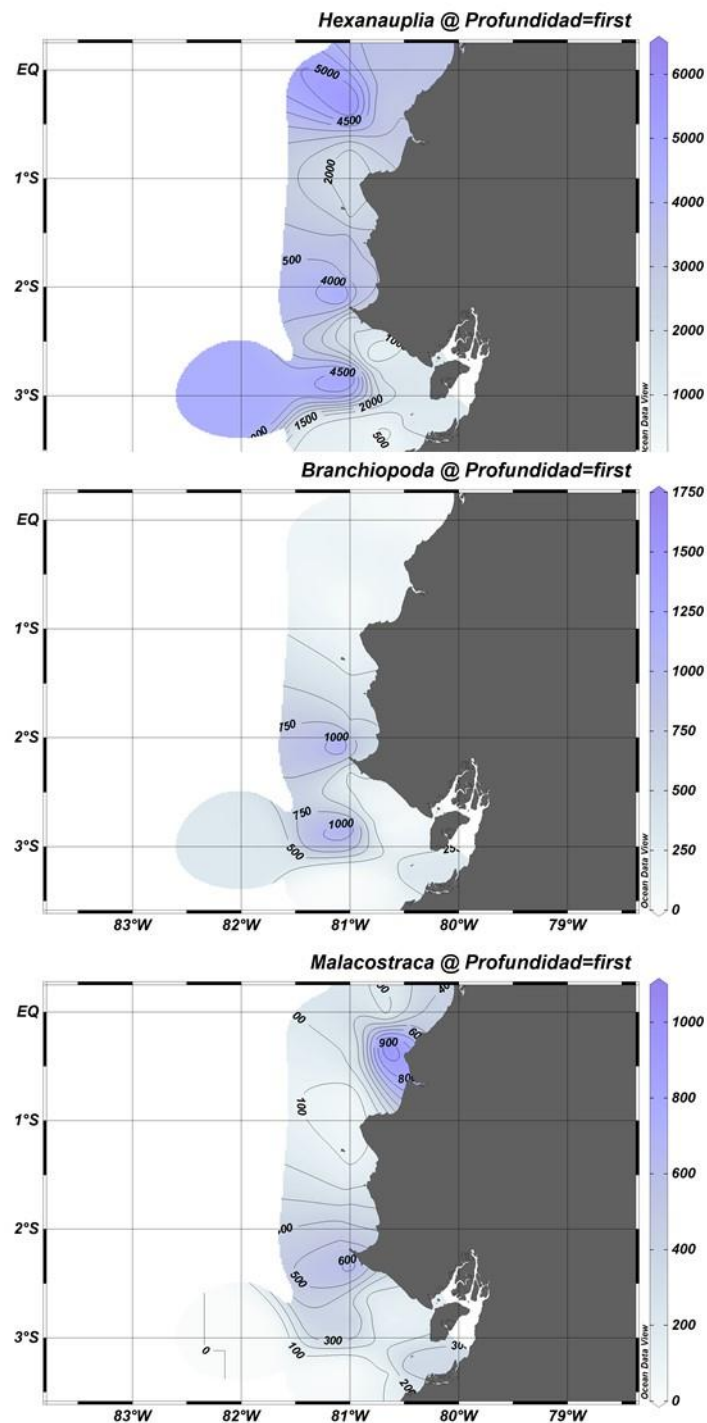 Hexanauplia @ Profundidad=first
EQ
5000
6000
4500
5000
1°S
2000
4000
500
3000
2°S
4000
2000
4500
3°S
2000
1500
1000
500
Ocean Data View
Branchiopoda @ Profundidad=first
1750
EQ
1500
1°S
1250
1000
750
2°S
1000
750
750
500
1000
3°S
500
250
Ocean Data View
0
83°W 82°W 81°W 80°W 79°W
Malacostraca @ Profundidad=first
EQ
1000
900
800
1°S
100
600
2°S
600
400
500
3°S
300
200
0
100
Ocean Data View
0
83°W 82°W 81°W 80°W 79°W